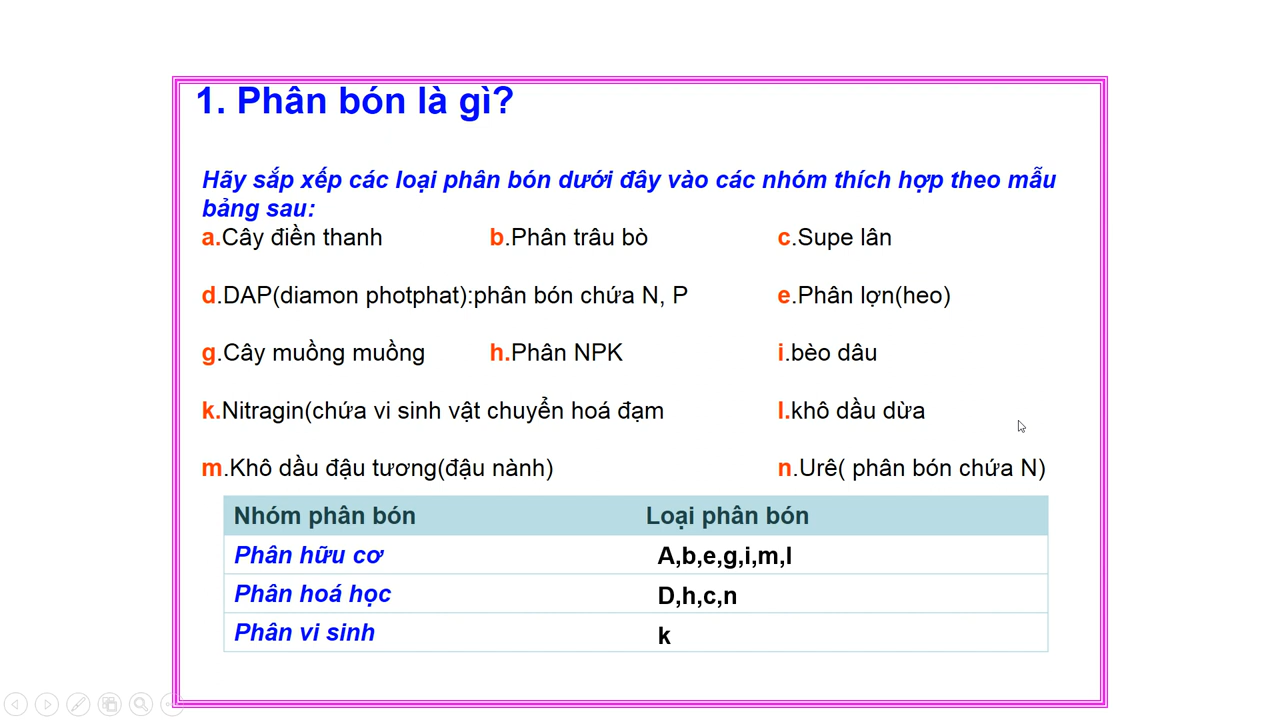 1. Phân bón là gì?
Hãy sắp xếp các loại phân bón dưới đây vào các nhóm thích hợp theo mẫu
bảng sau:
a.Cây điền thanh b.Phân trâu bò c.Supe lân
d.DAP(diamon photphat):phân bón chứa N, P e.Phân lợn(heo)
g.Cây muồng muồng h.Phân NPK i.bèo dâu
k.Nitragin(chứa vi sinh vật chuyển hoá đạm l.khô dầu dừa
m.Khô dầu đậu tương(đậu nành) n.Urê( phân bón chứa N)
Nhóm phân bón Loại phân bón
Phân hữu cơ A,b,e,g,i,m,l
Phân hoá học D,h,c,n
Phân vi sinh k